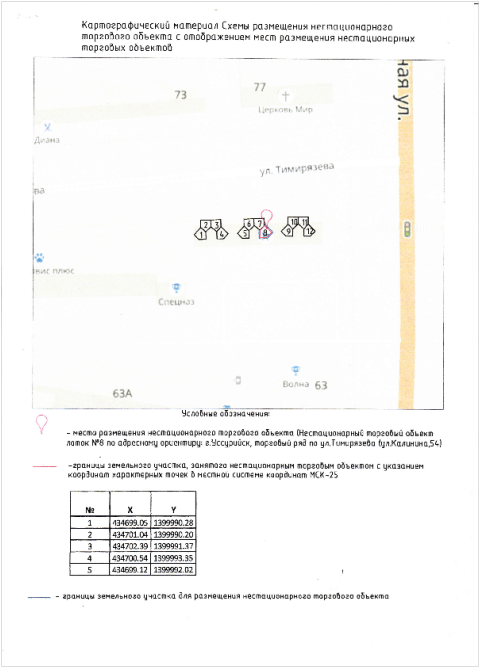 Картографический материал Схемы размещения нестационарного
торгового объекта с отображением мест размещения нестационарных
торговых объектов
73
77
Церковь Мир
ная ул.
Диана
ул. Тимирязева
ва
1 2 3 4
5 6 7 8
9 10 11 12
вис плюс
Спецназ
Волна 63
63А
Условные обозначения:
- места размещения нестационарного торгового объекта (Нестационарный торговый объект
лоток №8 по адресному ориентиру: г.Уссурийск, торговый ряд по ул.Тимирязева (ул.Калинина,54)
-границы земельного участка, занятого нестационарным торговым объектом с указанием
координат характерных точек в местной системе координат МСК-25
№ X Y
1 434699.05 1399990.28
2 434701.04 1399990.20
3 434702.39 1399991.37
4 434700.54 1399993.35
5 434699.12 1399992.02
- границы земельного участка для размещения нестационарного торгового объекта